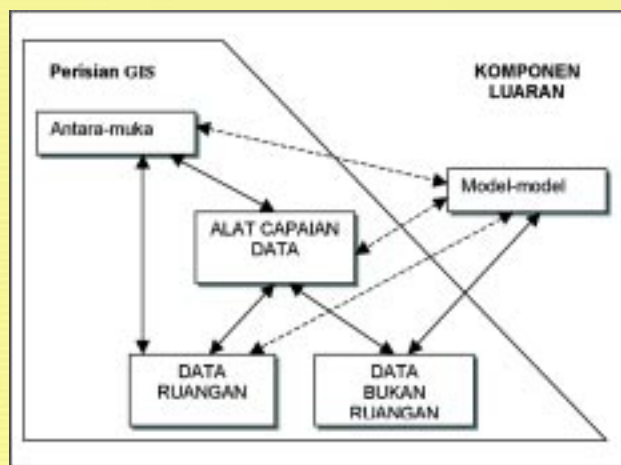 Perisian GIS
KOMPONEN
LUARAN
Antara-muka
Model-model
ALAT CAPAIAN
DATA
DATA
RUANGAN
DATA
BUKAN
RUANGAN